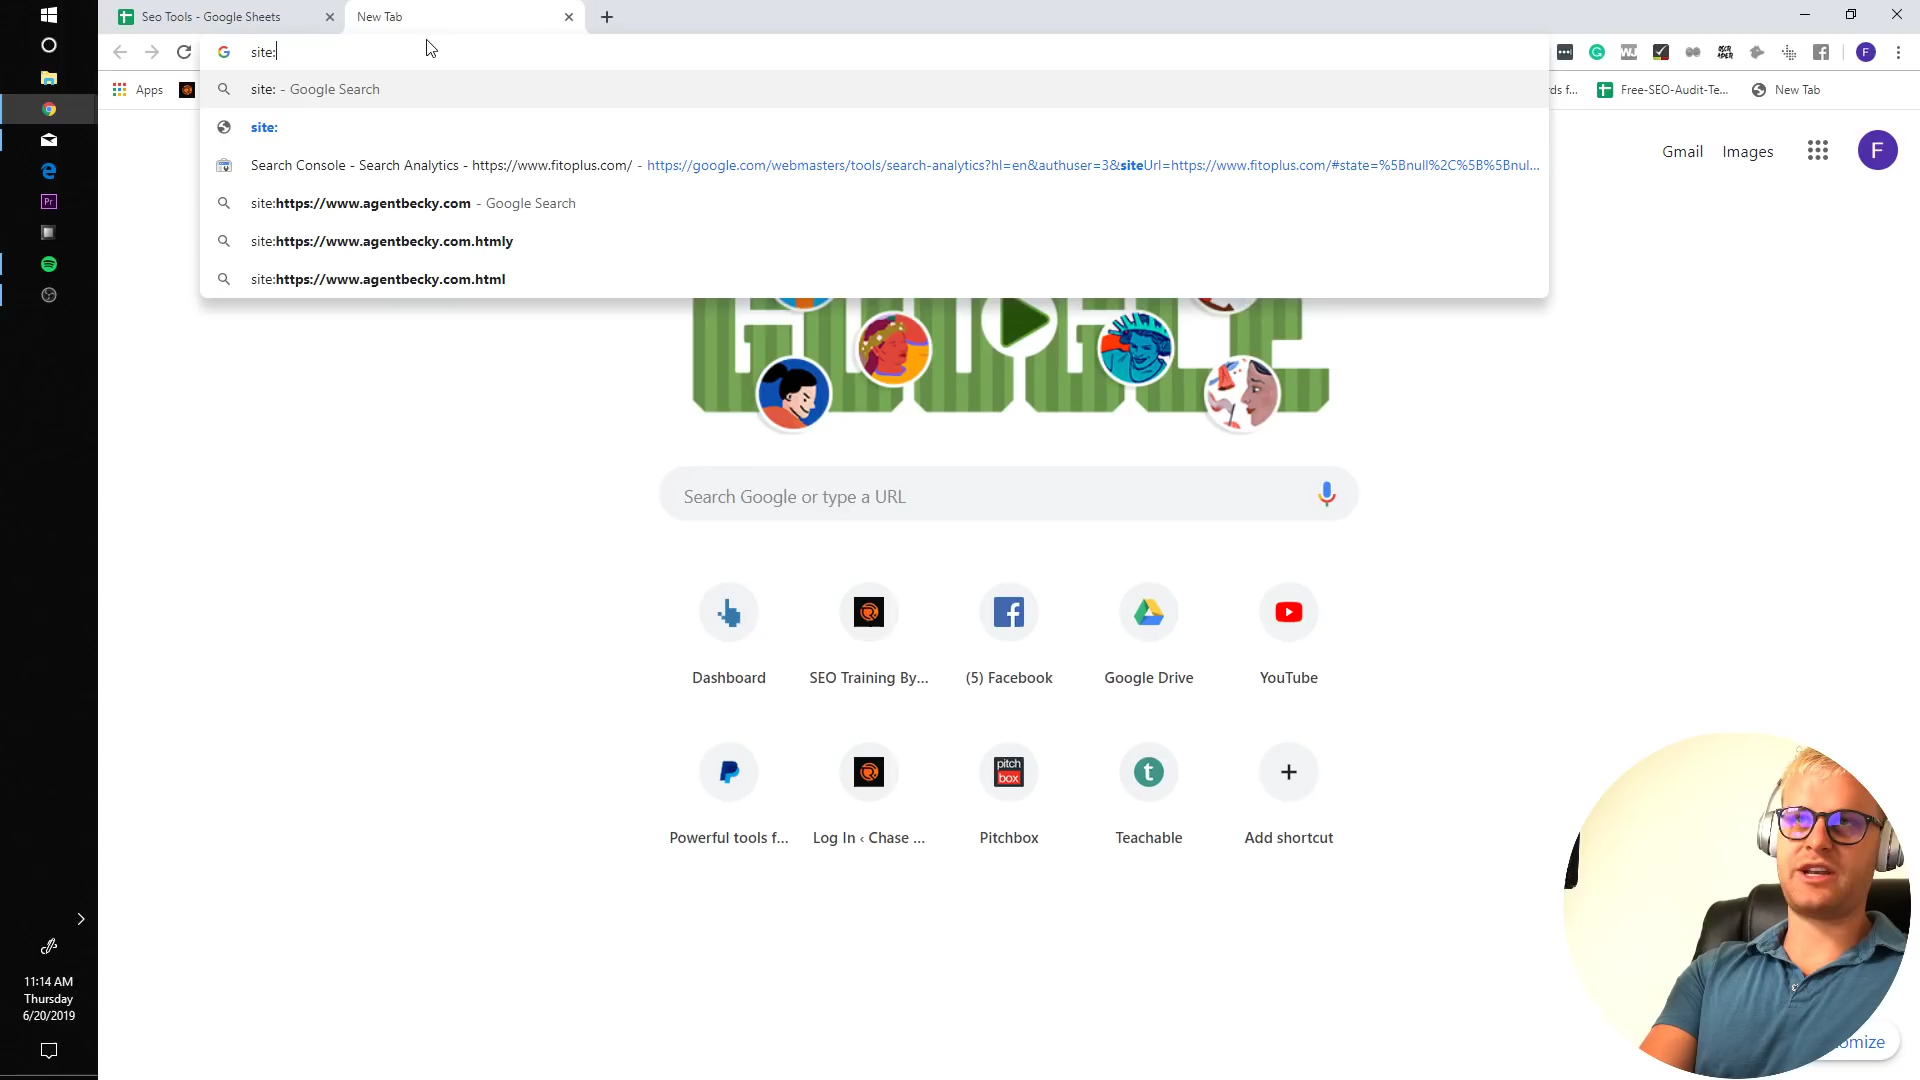 Seo Tools - Google Sheets
New Tab
site:
site: - Google Search
site:
Search Console - Search Analytics - https://www.fitoplus.com/ - https://google.com/webmasters/tools/search-analytics?hl=en&authuser=3&siteUrl=https://www.fitoplus.com/#state=%5Bnull%2C%5B%5Bnul...
site:https://www.agentbecky.com - Google Search
site:https://www.agentbecky.com.htmly
site:https://www.agentbecky.com.html
Apps
ds f...
Free-SEO-Audit-Te...
New Tab
F
Gmail
Images
F
Search Google or type a URL
Dashboard
SEO Training By...
(5) Facebook
Google Drive
YouTube
pitch
box
t
Powerful tools f...
Log In ‹ Chase ...
Pitchbox
Teachable
Add shortcut
Pr
11:14 AM
Thursday
6/20/2019
omize